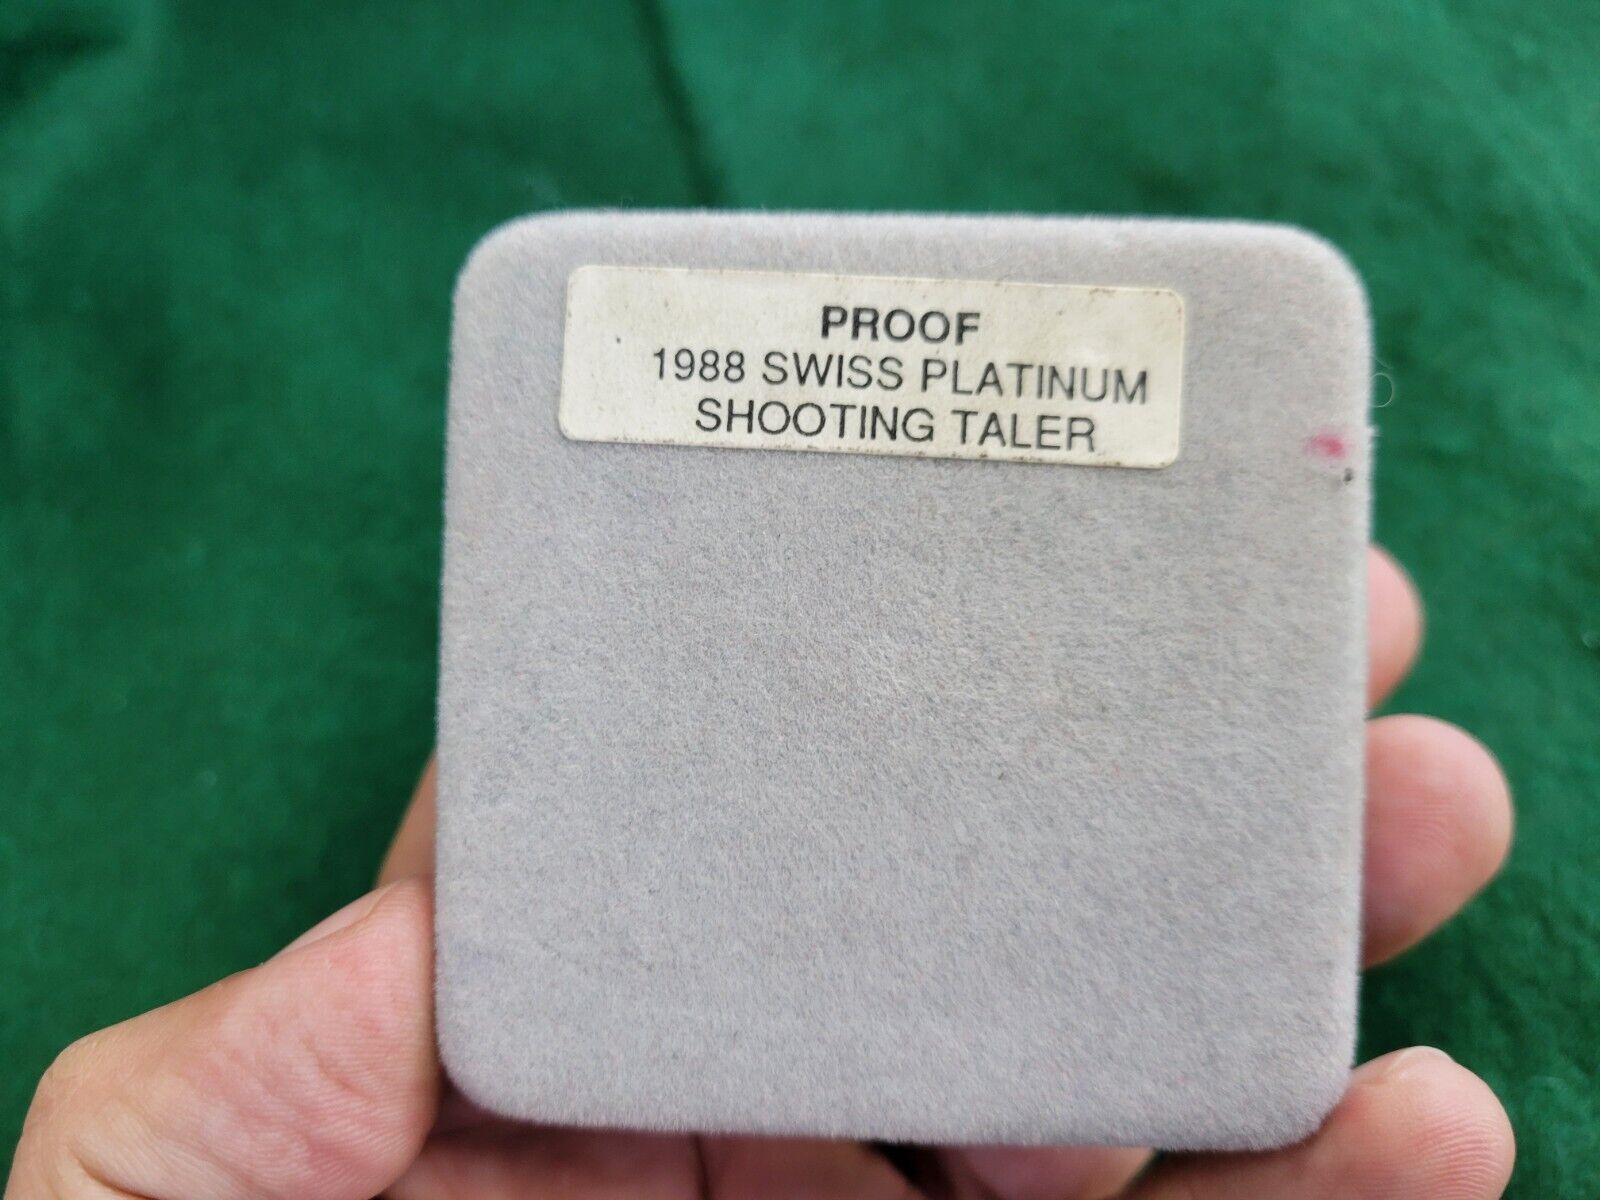 PROOF
1988 SWISS PLATINUM
SHOOTING TALER